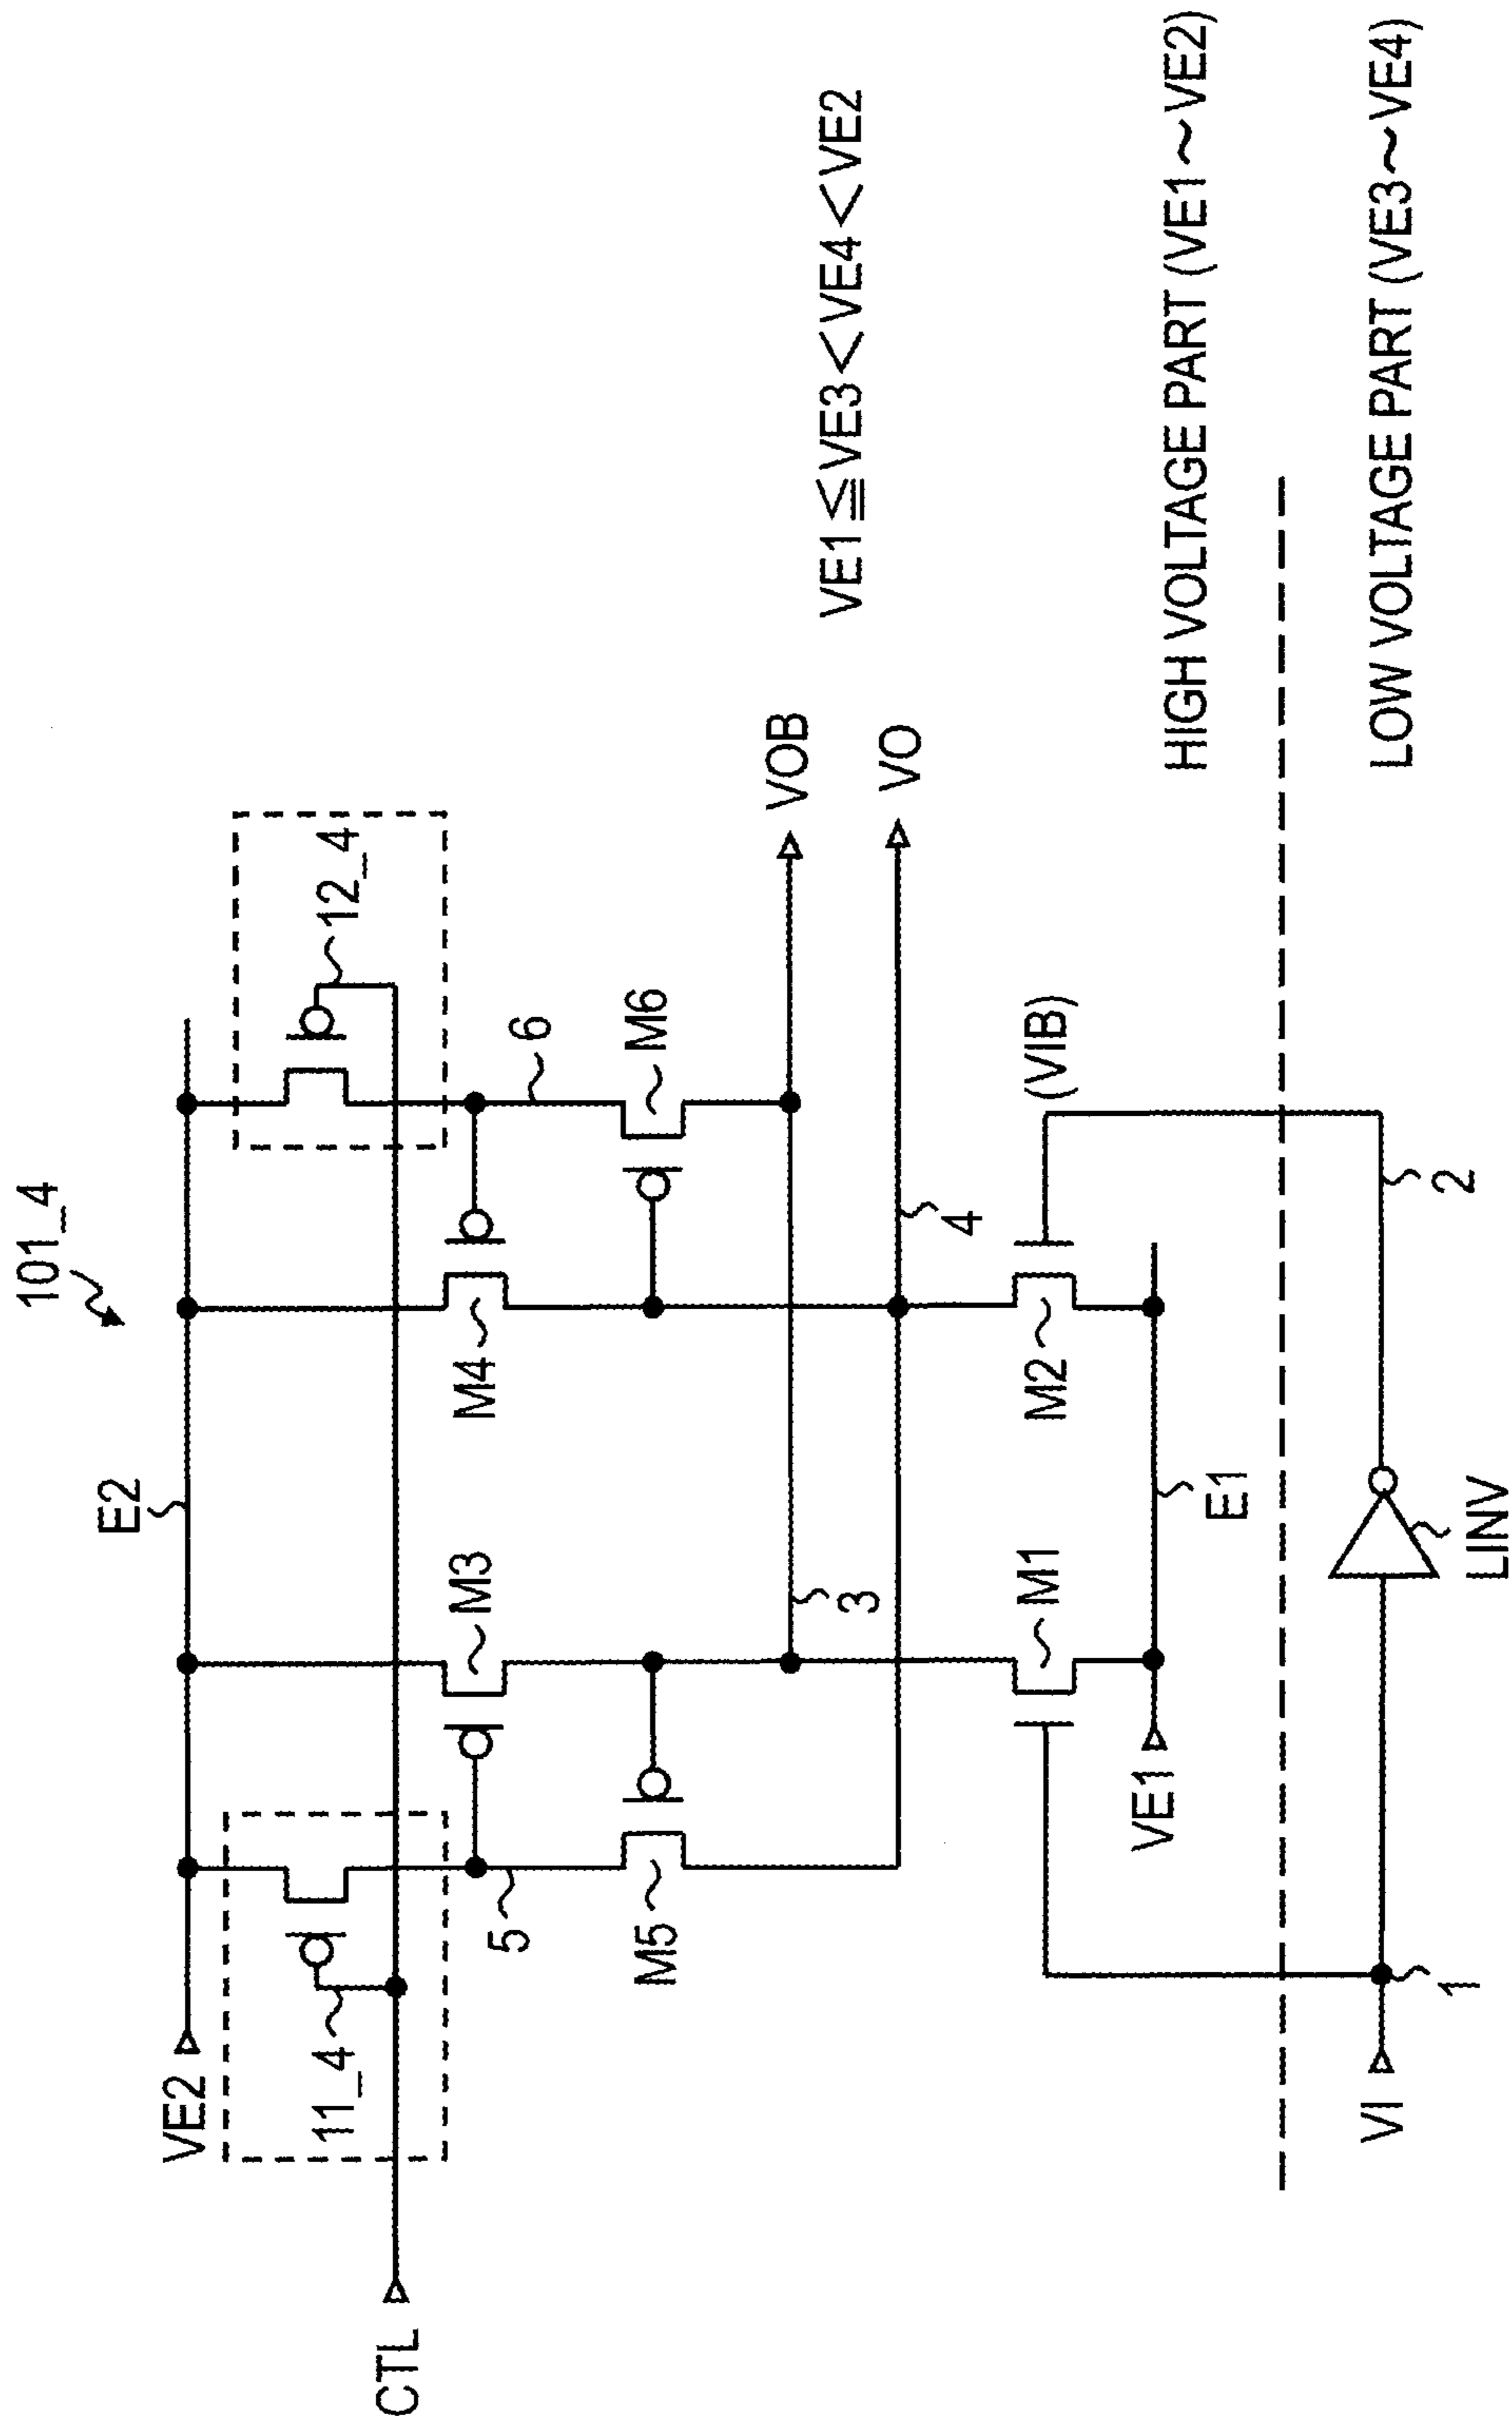 101_4
E2
VE2
11_4
12_4
CTL
M3
M4
5
6
M5
M6
VOB
3
VO
4
VE1≦VE3<VE4<VE2
M1
M2
(VIB)
VE1
E1
HIGH VOLTAGE PART (VE1~VE2)
VI
1
LINV
2
LOW VOLTAGE PART (VE3~VE4)